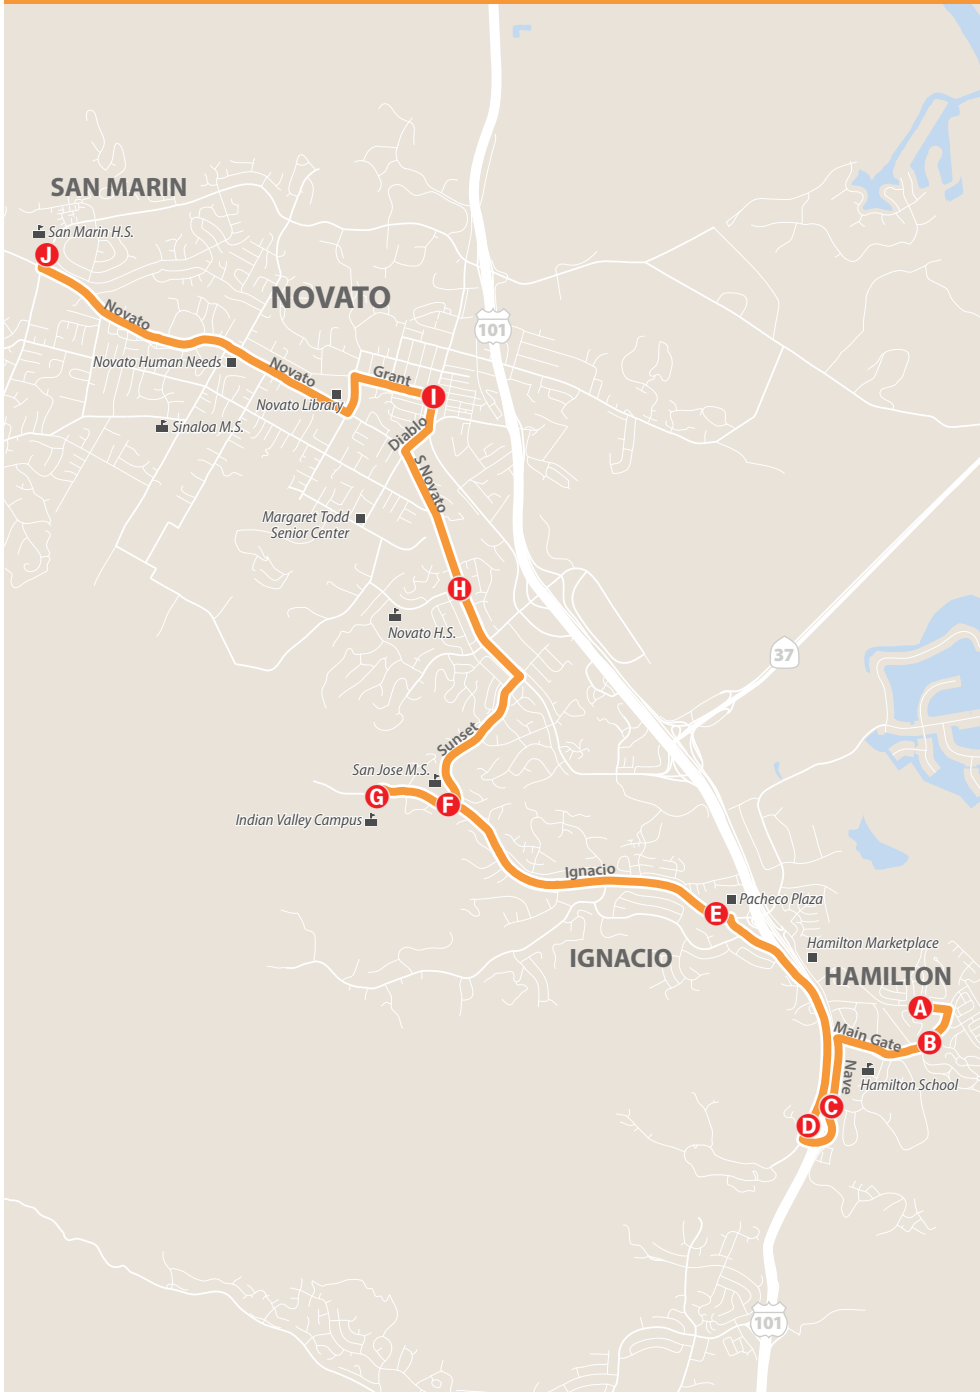 SAN MARIN
San Marin H.S.
J
NOVATO
Novato
101
Novato Human Needs
Novato
Grant
Novato Library
I
Sinaloa M.S.
Diablo
S Novato
Margaret Todd
Senior Center
H
Novato H.S.
37
Sunset
San Jose M.S.
G
F
Indian Valley Campus
Ignacio
Pacheco Plaza
E
Hamilton Marketplace
IGNACIO
HAMILTON
A
Main Gate
B
Nave
Hamilton School
C
D
101